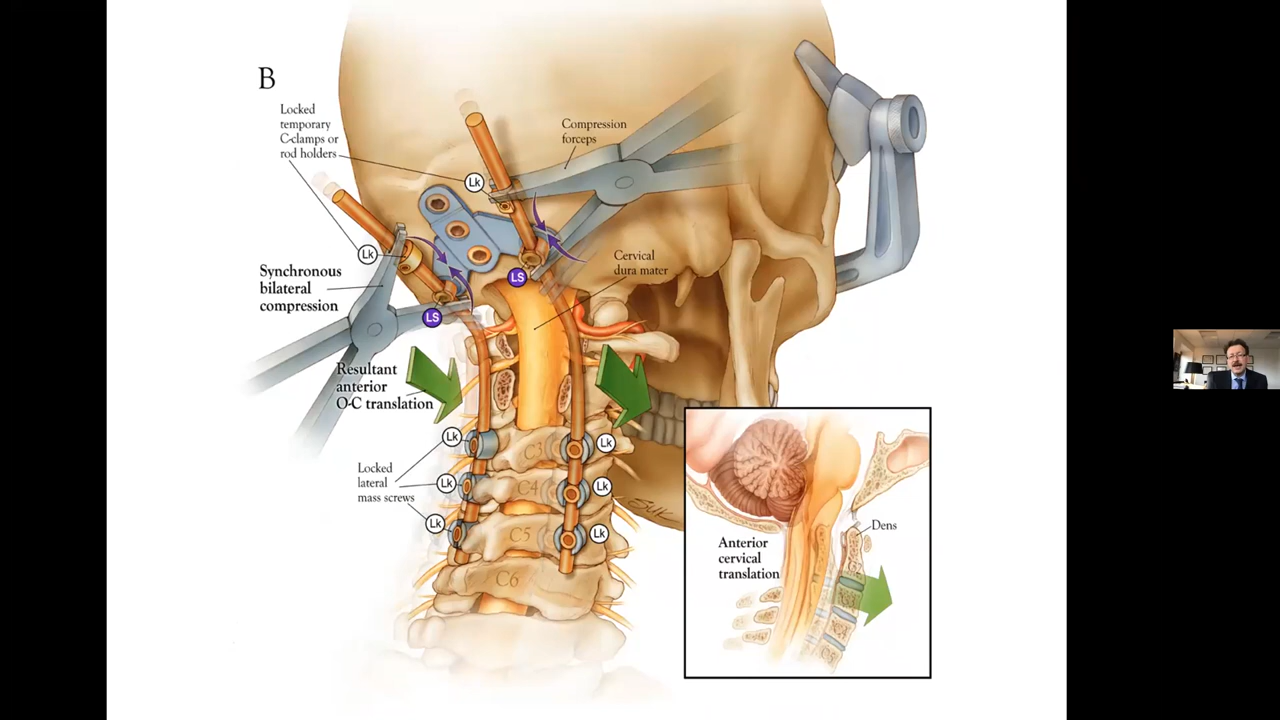 B
Locked
temporary
C-clamps or
rod holders
Compression
forceps
Lk
Lk
Synchronous
bilateral
compression
Cervical
dura mater
LS
LS
Resultant
anterior
O-C translation
Lk
Lk
C3
Locked
lateral
mass screws
Lk
Lk
C4
Lk
Lk
C5
C6
Anterior
cervical
translation
Dens